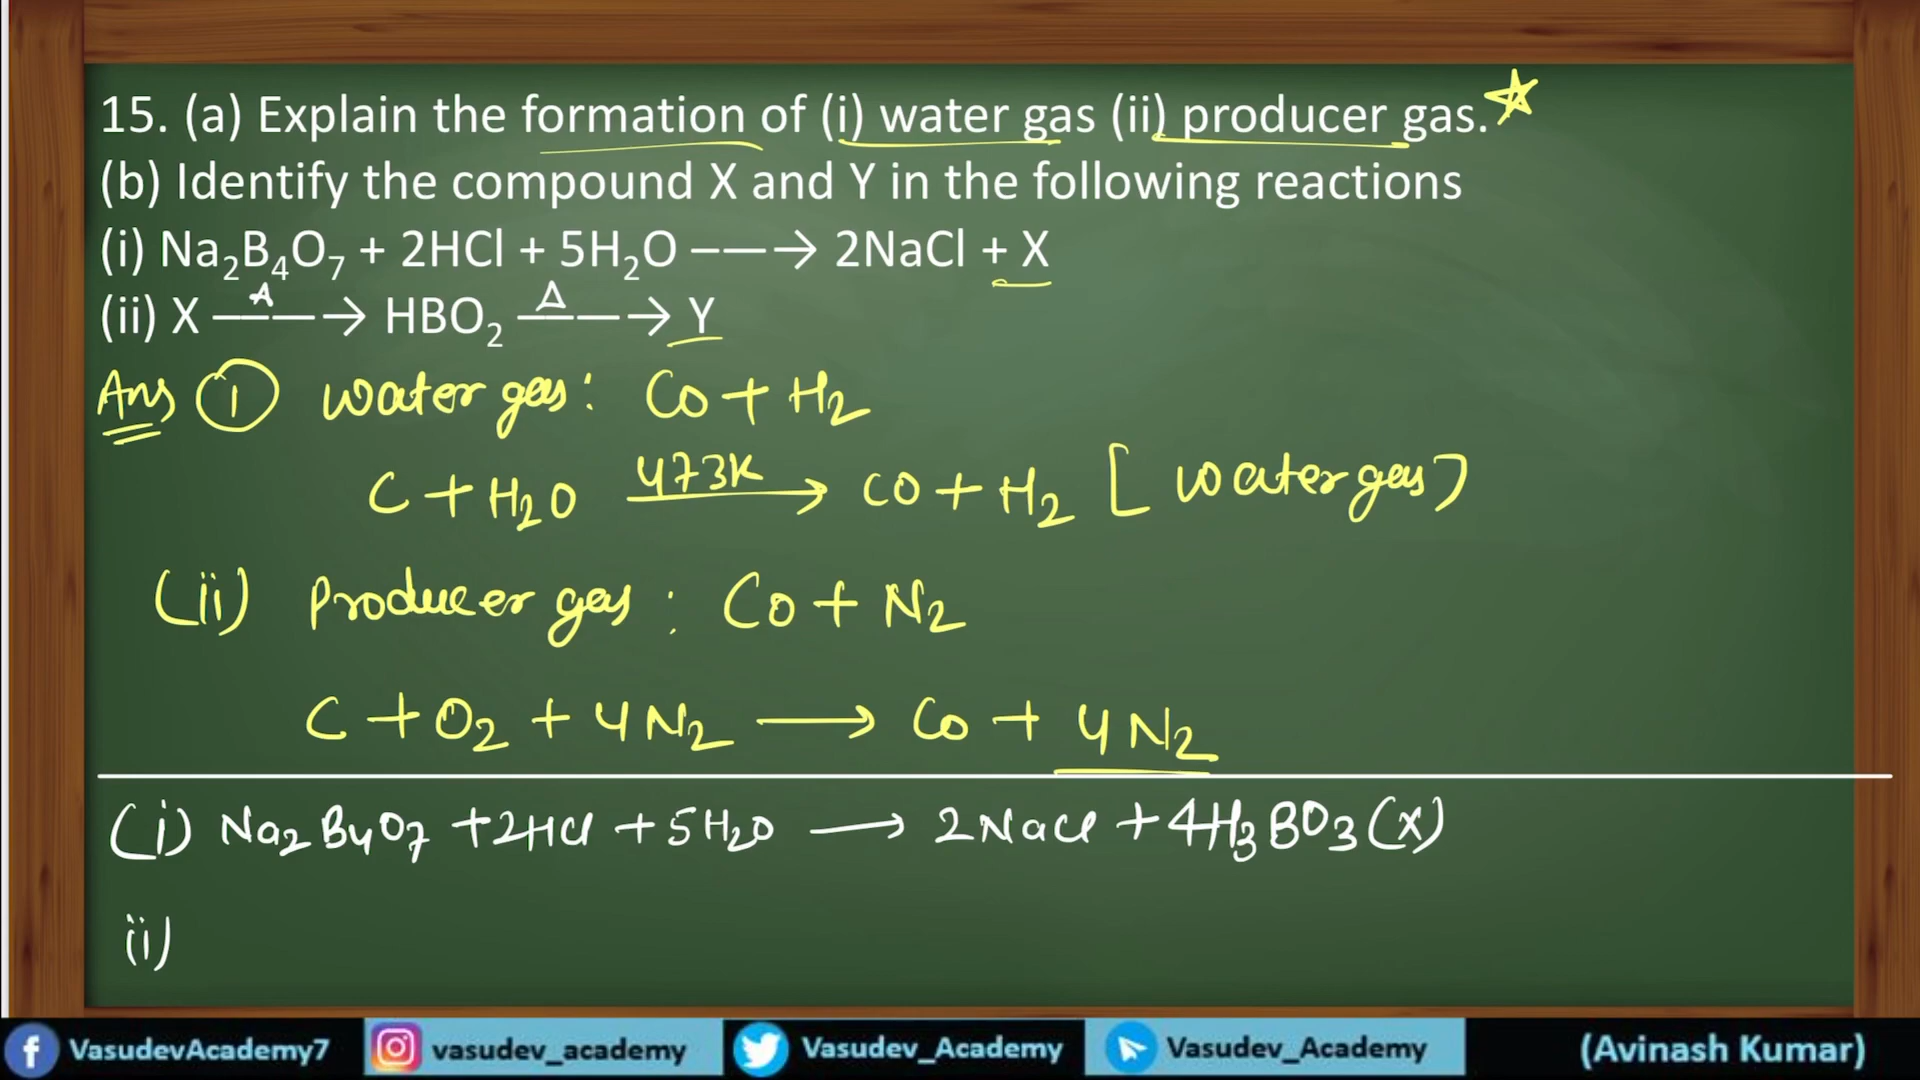 15. (a) Explain the formation of (i) water gas (ii) producer gas.
(b) Identify the compound X and Y in the following reactions
(i) Na₂B₄O₇ + 2HCl + 5H₂O −−−→ 2NaCl + X
(ii) X −−Δ−→ HBO₂ −−Δ−→ Y
Ans ① water gas : CO + H₂
C + H₂O −473K→ CO + H₂ [water gas]
(ii) Producer gas : CO + N₂
C + O₂ + 4N₂ ⟶ CO + 4N₂
(i) Na₂B₄O₇ + 2HCl + 5H₂O ⟶ 2NaCl + 4H₃BO₃ (X)
ii)
VasudevAcademy7 vasudev_academy Vasudev_Academy Vasudev_Academy (Avinash Kumar)